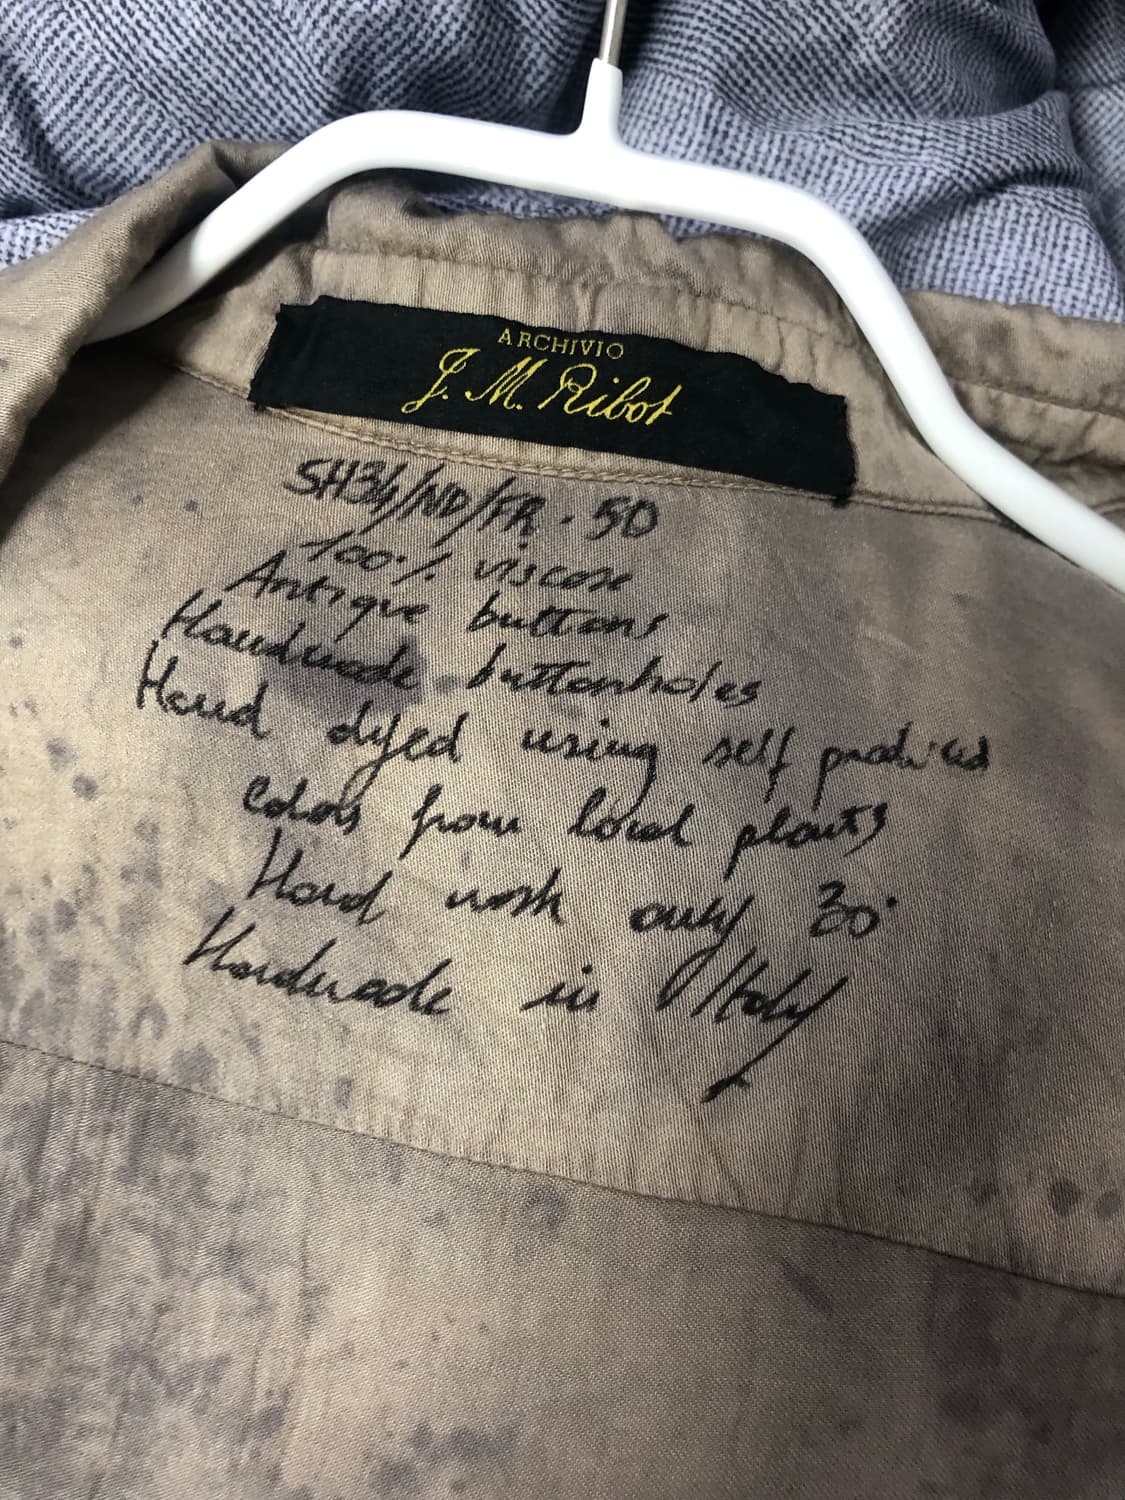 ARCHIVIO
J. M. Ribot
SH34/ND/FR · 50
100% viscose
Antique buttons
Handmade buttonholes
Hand dyed using self produced
colors from local plants
Hand wash only 30°
Handmade in Italy